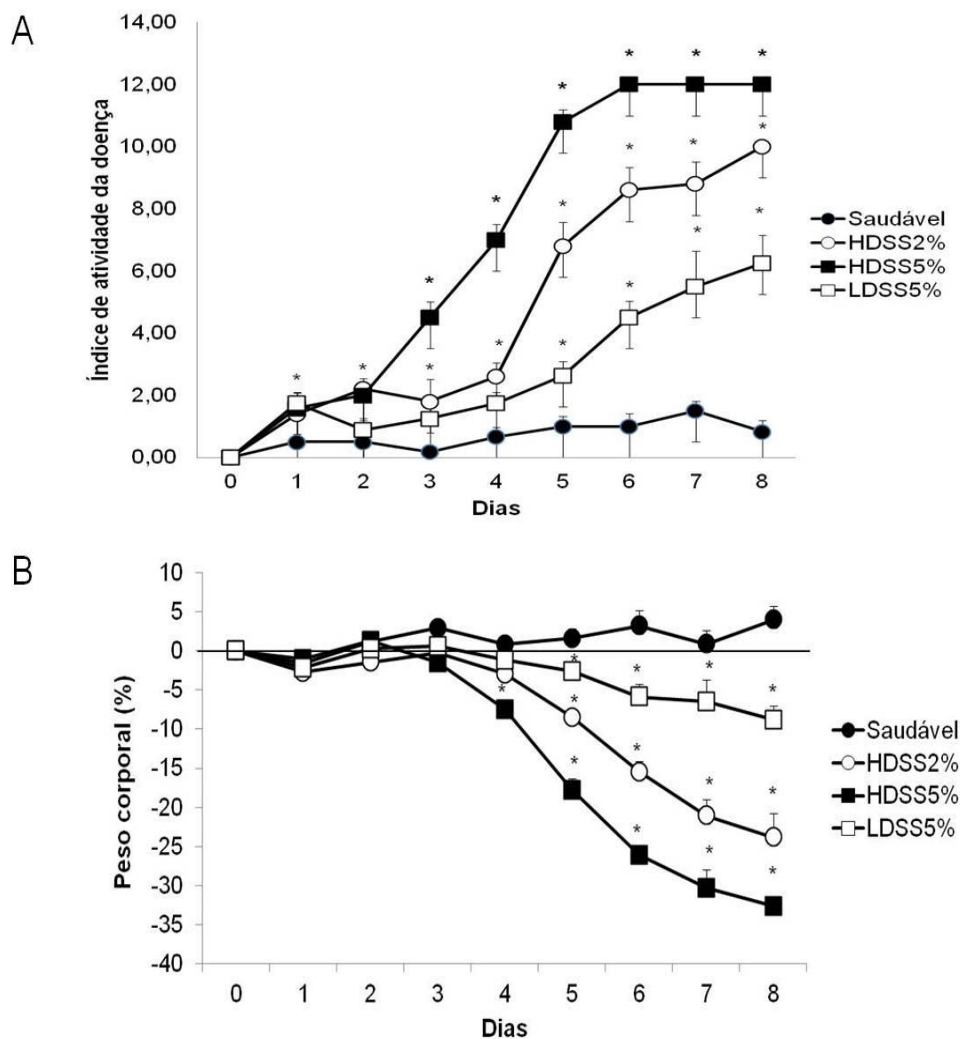 A
Índice de atividade da doença
14,00
12,00
10,00
8,00
6,00
4,00
2,00
0,00
0 1 2 3 4 5 6 7 8
Dias
Saudável
HDSS2%
HDSS5%
LDSS5%
* * * * * *
* * * * * * * *
* * * *
B
Peso corporal (%)
10
5
0
-5
-10
-15
-20
-25
-30
-35
-40
0 1 2 3 4 5 6 7 8
Dias
Saudável
HDSS2%
HDSS5%
LDSS5%
* * * *
* * * *
* * * * *